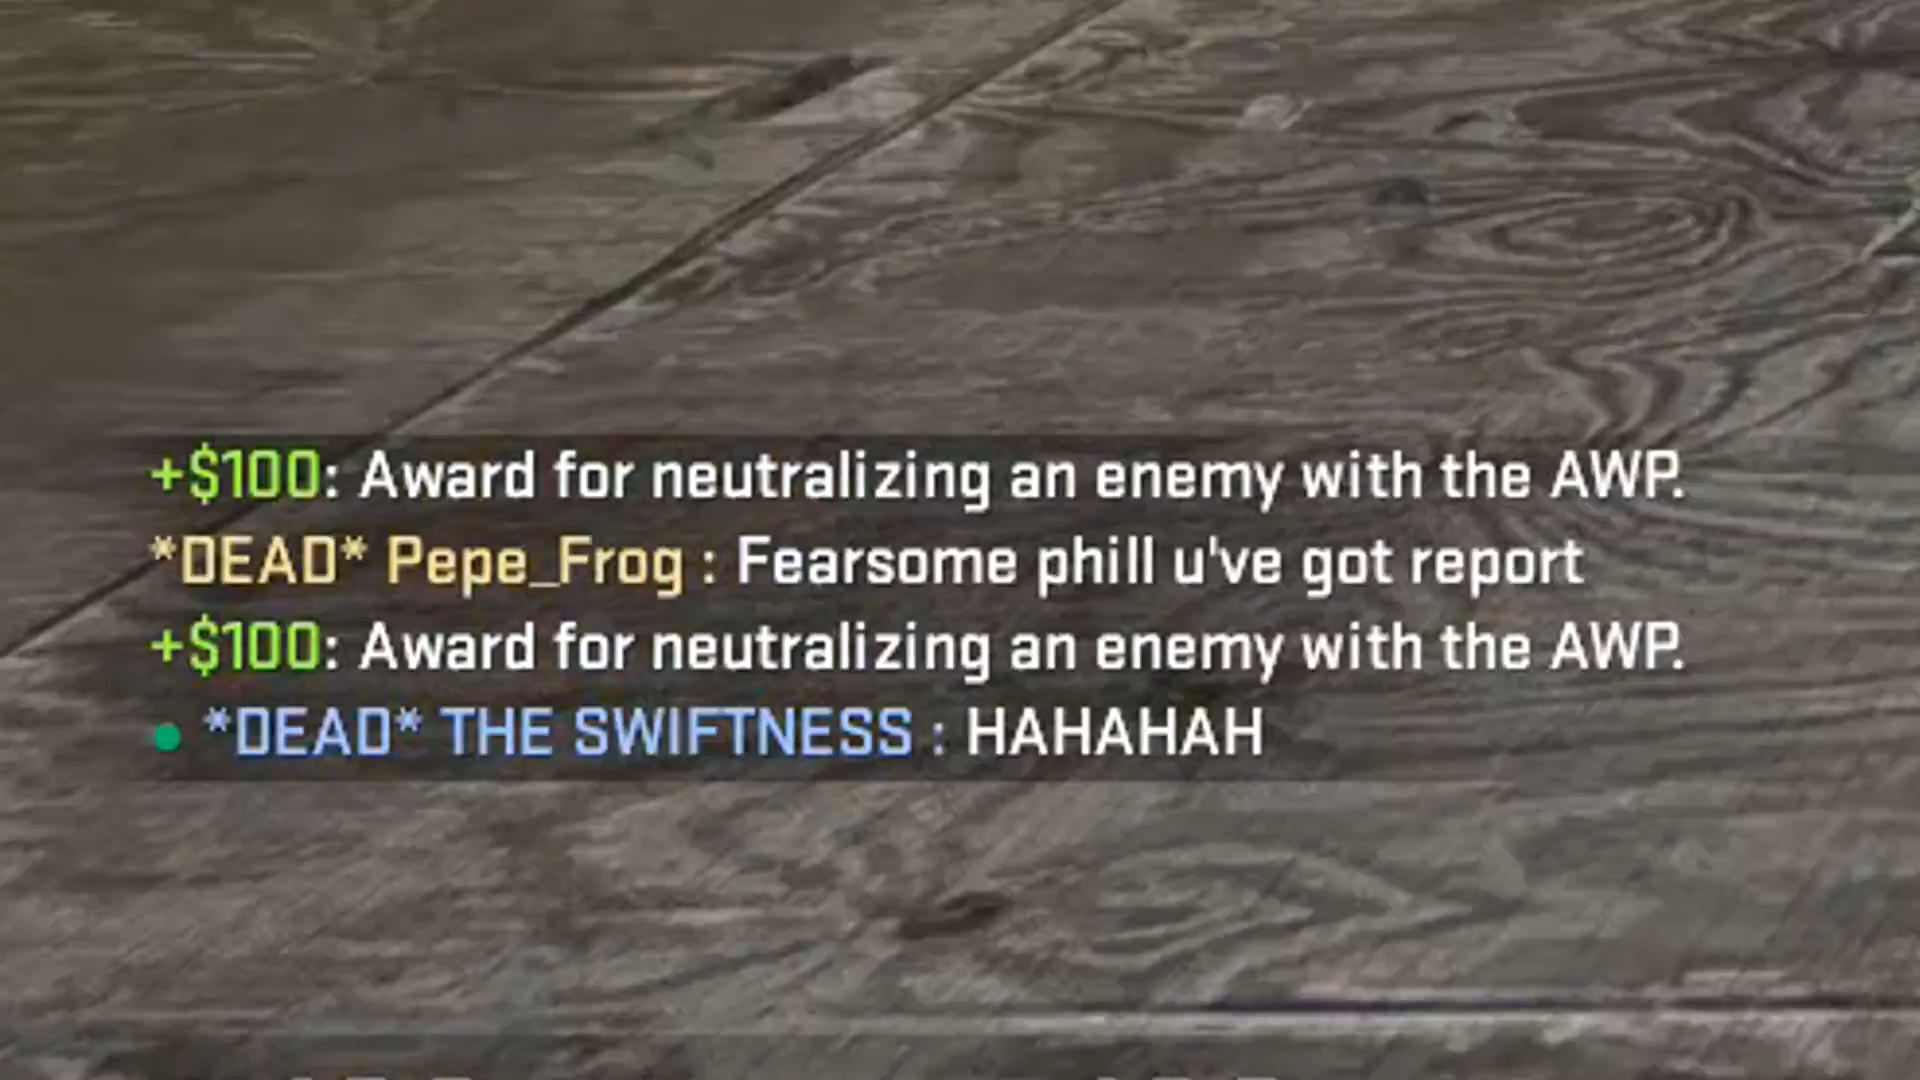 +$100: Award for neutralizing an enemy with the AWP.
*DEAD* Pepe_Frog : Fearsome phill u've got report
+$100: Award for neutralizing an enemy with the AWP.
*DEAD* THE SWIFTNESS : HAHAHAH